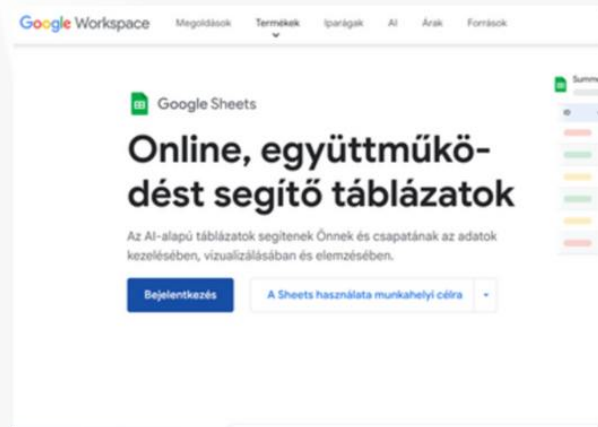 Google Workspace Megoldások Termékek Iparágak AI Árak Források
Google Sheets
Online, együttműkö-
dést segítő táblázatok
Az AI-alapú táblázatok segítenek Önnek és csapatának az adatok
kezelésében, vizualizálásában és elemzésében.
Bejelentkezés A Sheets használata munkahelyi célra